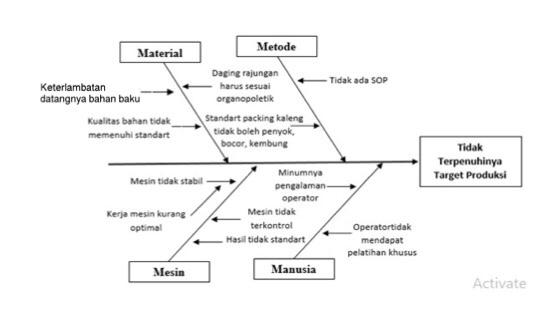 Material
Metode
Daging rajungan
harus sesuai
organopoletik
Tidak ada SOP
Keterlambatan
datangnya bahan baku
Kualitas bahan tidak
memenuhi standart
Standart packing kaleng
tidak boleh penyok,
bocor, kembung
Tidak
Terpenuhinya
Target Produksi
Mesin tidak stabil
Minumnya
pengalaman
operator
Kerja mesin kurang
optimal
Mesin tidak
terkontrol
Hasil tidak standart
Operatortidak
mendapat
pelatihan khusus
Mesin
Manusia
Activate